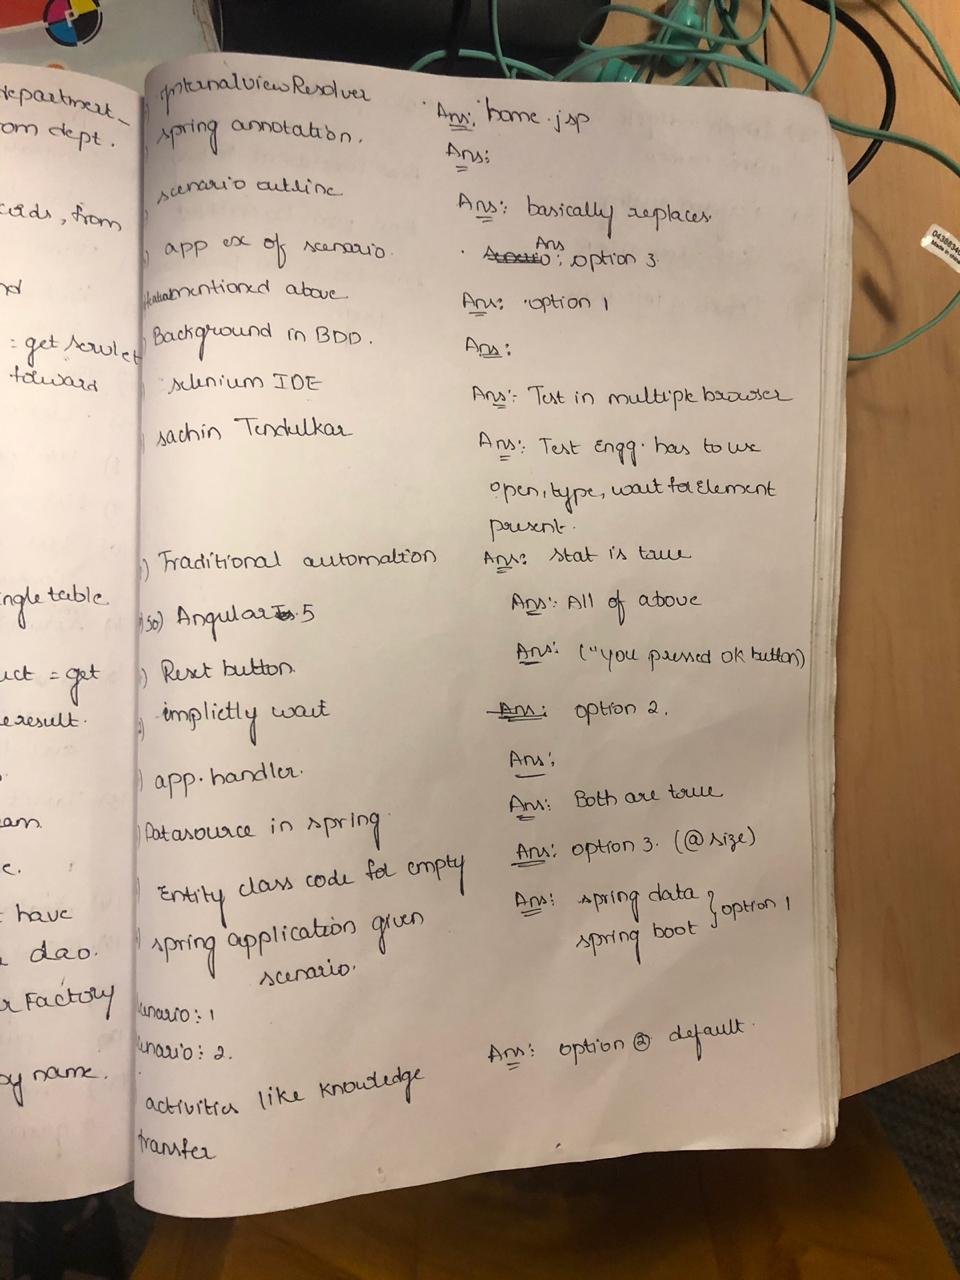 department-
om dept.
cords, from
nd
= get servlet
forward
ingle table
uct = get
e result.
eam
e.
t have
dao.
r Factory
by name.
InternalViewResolver Ans: home.jsp
spring annotation. Ans:
scenario outline Ans: basically replaces.
app ex of scenario. Ans: option 3
mentioned above Ans: option 1
Background in BDD. Ans:
selenium IDE Ans: Test in multiple browser
sachin Tendulkar Ans: Test Engg. has to use
open, type, wait for Element
present.
Traditional automation Ans: stat is true
50) Angular 5 Ans: All of above
Reset button. Ans: ("you pressed ok button)
implictly wait Ans: option 2.
app. handler. Ans:
Datasource in spring Ans: Both are true
Entity class code for empty Ans: option 3. (@size)
spring application given Ans: spring data } option 1
scenario. spring boot
enario: 1
enario: 2. Ans: option ② default.
activities like knowledge
transfer